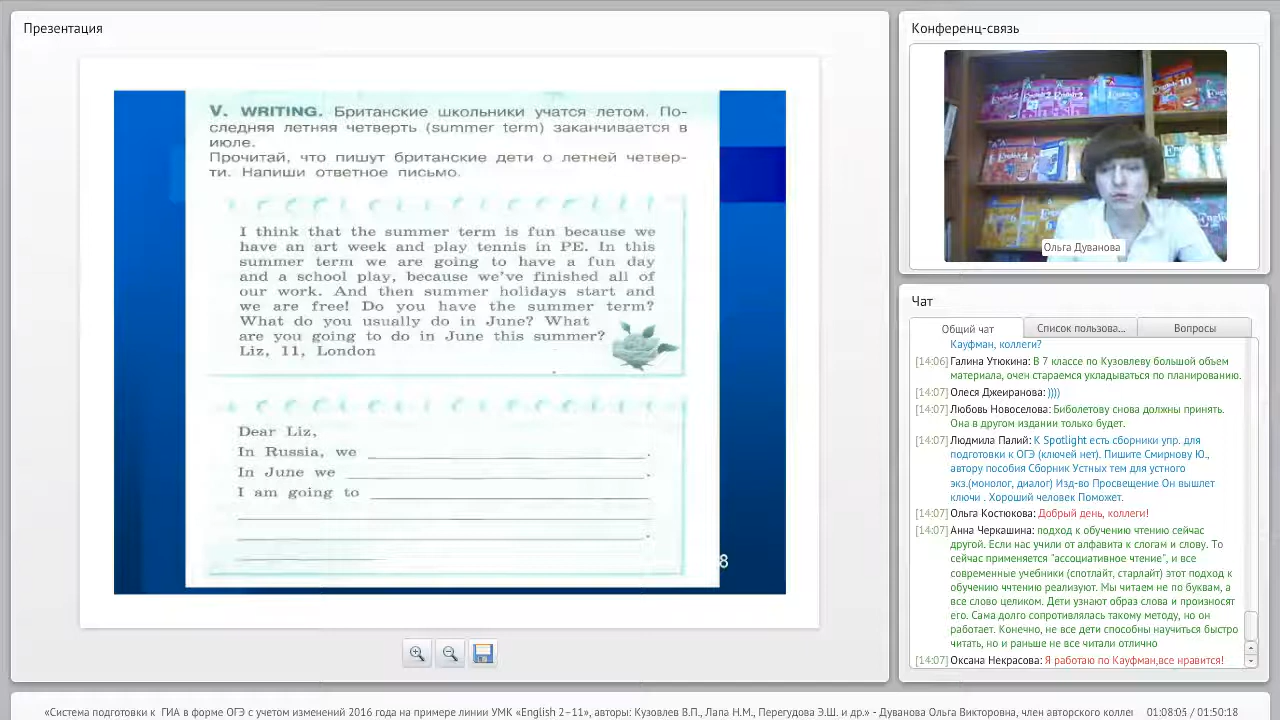 Презентация
V. WRITING. Британские школьники учатся летом. По-
следняя летняя четверть (summer term) заканчивается в
июле.
Прочитай, что пишут британские дети о летней четвер-
ти. Напиши ответное письмо.
I think that the summer term is fun because we
have an art week and play tennis in PE. In this
summer term we are going to have a fun day
and a school play, because we've finished all of
our work. And then summer holidays start and
we are free! Do you have the summer term?
What do you usually do in June? What
are you going to do in June this summer?
Liz, 11, London
Dear Liz,
In Russia, we
In June we
I am going to
8
Конференц-связь
Ольга Дуванова
Чат
Общий чат
Список пользова...
Вопросы
Кауфман, коллеги?
[14:06] Галина Утюкина: В 7 классе по Кузовлеву большой объем
материала, очен стараемся укладываться по планированию.
[14:07] Олеся Джеиранова: ))))
[14:07] Любовь Новоселова: Биболетову снова должны принять.
Она в другом издании только будет.
[14:07] Людмила Палий: К Spotlight есть сборники упр. для
подготовки к ОГЭ (ключей нет). Пишите Смирнову Ю.,
автору пособия Сборник Устных тем для устного
экз.(монолог, диалог) Изд-во Просвещение Он вышлет
ключи . Хороший человек Поможет.
[14:07] Ольга Костюкова: Добрый день, коллеги!
[14:07] Анна Черкашина: подход к обучению чтению сейчас
другой. Если нас учили от алфавита к слогам и слову. То
сейчас применяется "ассоциативное чтение", и все
современные учебники (спотлайт, старлайт) этот подход к
обучению ччтению реализуют. Мы читаем не по буквам, а
все слово целиком. Дети узнают образ слова и произносят
его. Сама долго сопротивлялась такому методу, но он
работает. Конечно, не все дети способны научиться быстро
читать, но и раньше не все читали отлично
[14:07] Оксана Некрасова: Я работаю по Кауфман,все нравится!
«Система подготовки к ГИА в форме ОГЭ с учетом изменений 2016 года на примере линии УМК «English 2–11», авторы: Кузовлев В.П., Лапа Н.М., Перегудова Э.Ш. и др.» - Дуванова Ольга Викторовна, член авторского коллег 01:08:05 / 01:50:18